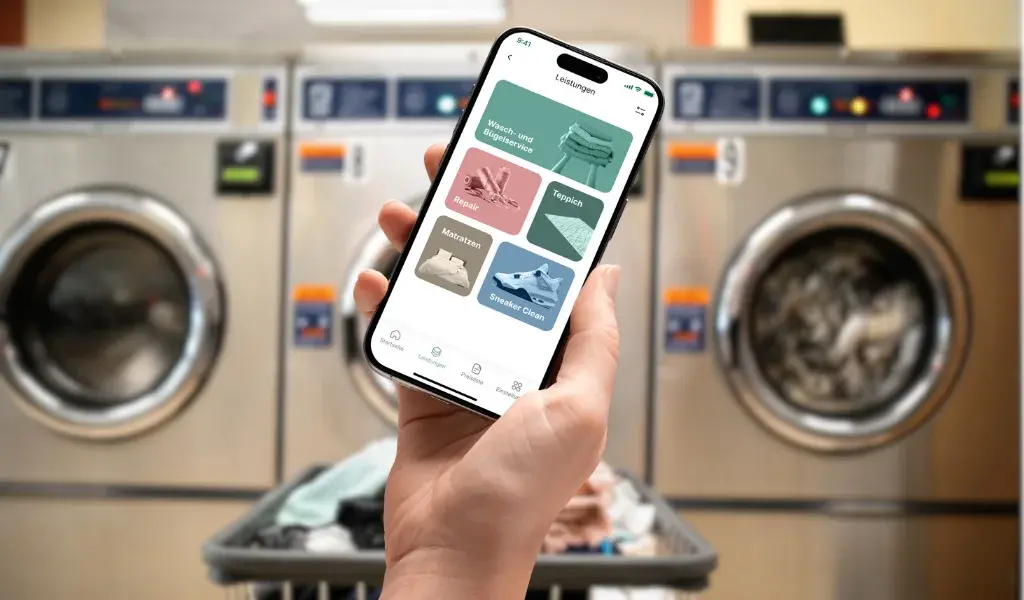 9:41
Leistungen
Wasch- und
Bügelservice
Repair
Teppich
Matratzen
Sneaker Clean
Startseite
Leistungen
Preisliste